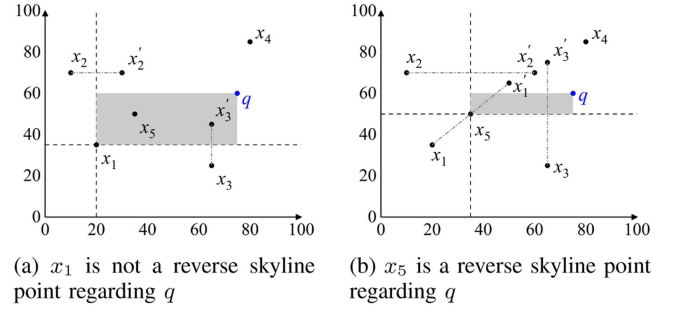 100
80
60
40
20
0
0 20 40 60 80 100
x4
x2
x2'
q
x3'
x5
x1
x3
100
80
60
40
20
0
0 20 40 60 80 100
x4
x2
x2'
x3'
x1'
q
x5
x1
x3
(a) x1 is not a reverse skyline
point regarding q
(b) x5 is a reverse skyline point
regarding q